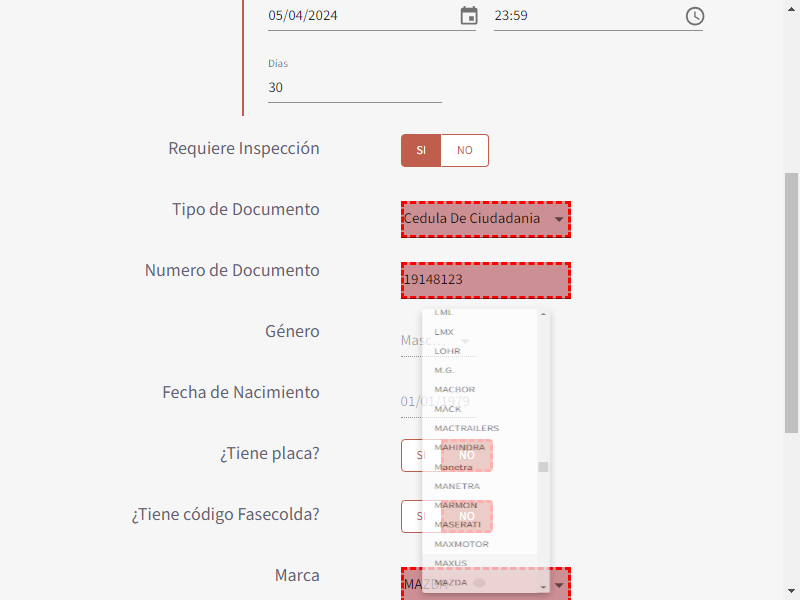 05/04/2024 23:59
Días
30
Requiere Inspección SI NO
Tipo de Documento Cedula De Ciudadania
Numero de Documento 19148123
LML
LMX
Género Masc...
LOHR
M.G.
MACBOR
Fecha de Nacimiento 01/01/1979
MACK
MACTRAILERS
MAHINDRA
¿Tiene placa? SI NO
Manetra
MANETRA
MARMON
¿Tiene código Fasecolda? SI NO
MASERATI
MAXMOTOR
MAXUS
Marca MAZDA
MAZDA